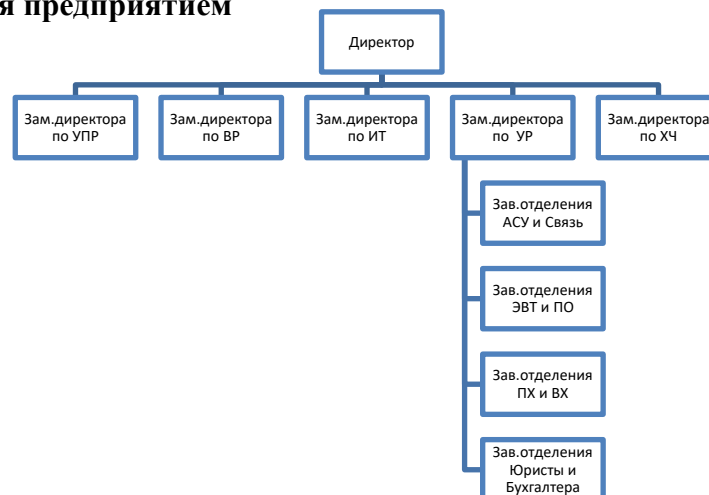 я предприятием
Директор
Зам.директора
по УПР
Зам.директора
по ВР
Зам.директора
по ИТ
Зам.директора
по УР
Зам.директора
по ХЧ
Зав.отделения
АСУ и Связь
Зав.отделения
ЭВТ и ПО
Зав.отделения
ПХ и ВХ
Зав.отделения
Юристы и
Бухгалтера